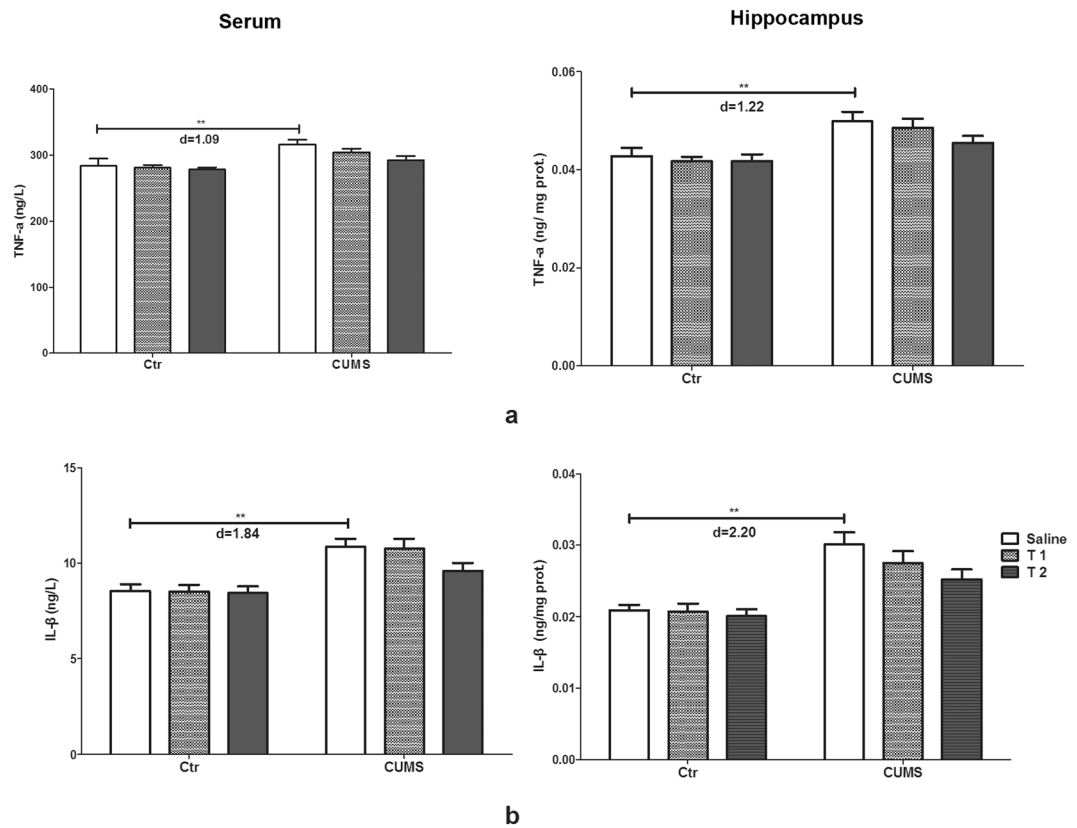 Serum
Hippocampus
TNF-a (ng/L)
400
300
200
100
0
**
d=1.09
Ctr
CUMS
TNF-a (ng/ mg prot.)
0.06
0.04
0.02
0.00
**
d=1.22
Ctr
CUMS
a
IL-β (ng/L)
15
10
5
0
**
d=1.84
Ctr
CUMS
IL-β (ng/mg prot.)
0.04
0.03
0.02
0.01
0.00
**
d=2.20
Ctr
CUMS
Saline
T 1
T 2
b